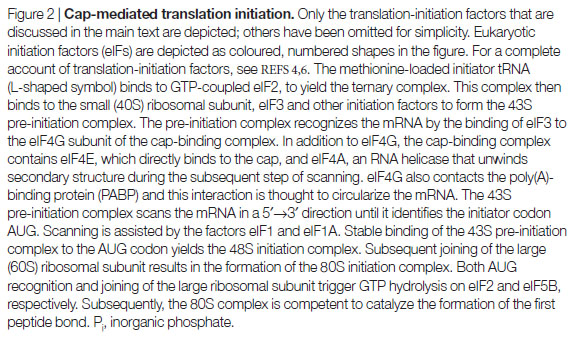 Figure 2 | Cap-mediated translation initiation. Only the translation-initiation factors that are
discussed in the main text are depicted; others have been omitted for simplicity. Eukaryotic
initiation factors (eIFs) are depicted as coloured, numbered shapes in the figure. For a complete
account of translation-initiation factors, see REFS 4,6. The methionine-loaded initiator tRNA
(L-shaped symbol) binds to GTP-coupled eIF2, to yield the ternary complex. This complex then
binds to the small (40S) ribosomal subunit, eIF3 and other initiation factors to form the 43S
pre-initiation complex. The pre-initiation complex recognizes the mRNA by the binding of eIF3 to
the eIF4G subunit of the cap-binding complex. In addition to eIF4G, the cap-binding complex
contains eIF4E, which directly binds to the cap, and eIF4A, an RNA helicase that unwinds
secondary structure during the subsequent step of scanning. eIF4G also contacts the poly(A)-
binding protein (PABP) and this interaction is thought to circularize the mRNA. The 43S
pre-initiation complex scans the mRNA in a 5′→3′ direction until it identifies the initiator codon
AUG. Scanning is assisted by the factors eIF1 and eIF1A. Stable binding of the 43S pre-initiation
complex to the AUG codon yields the 48S initiation complex. Subsequent joining of the large
(60S) ribosomal subunit results in the formation of the 80S initiation complex. Both AUG
recognition and joining of the large ribosomal subunit trigger GTP hydrolysis on eIF2 and eIF5B,
respectively. Subsequently, the 80S complex is competent to catalyze the formation of the first
peptide bond. Pi, inorganic phosphate.